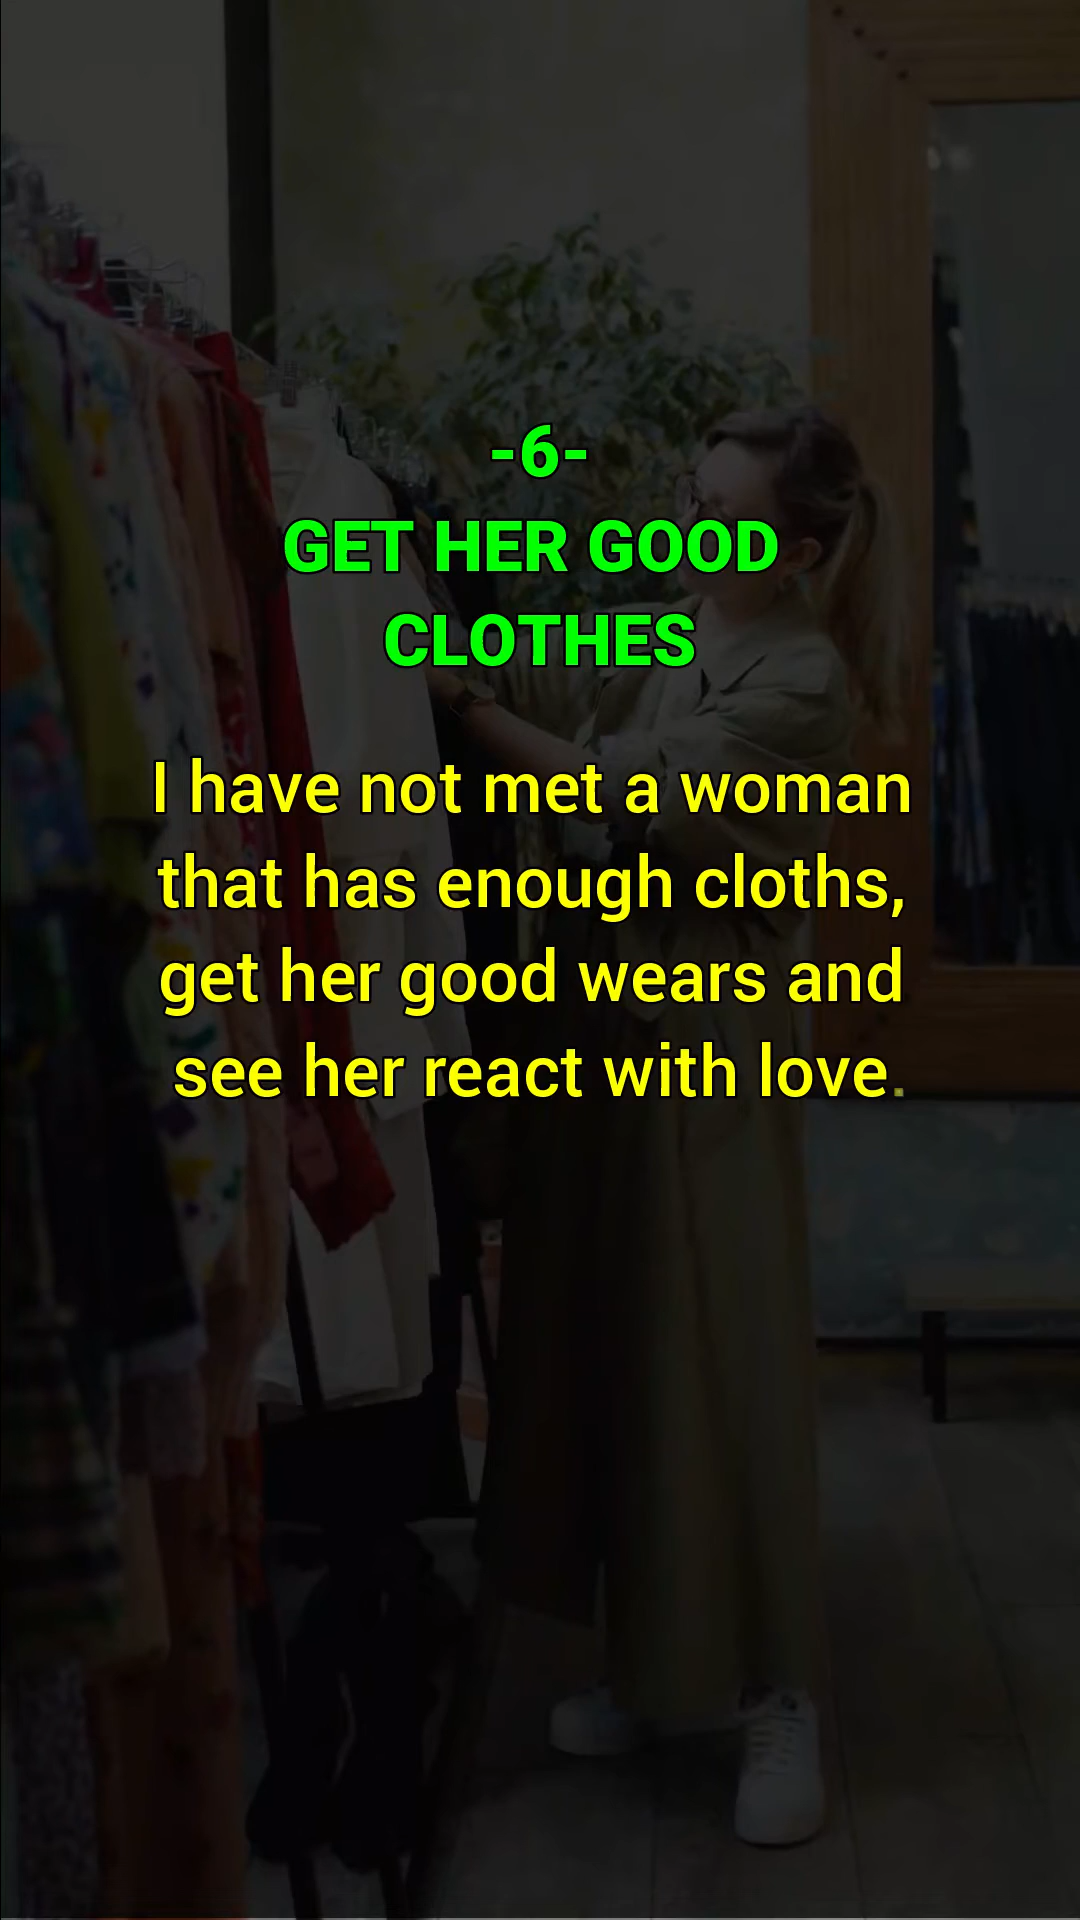 -6-
GET HER GOOD
CLOTHES
I have not met a woman
that has enough cloths,
get her good wears and
see her react with love.